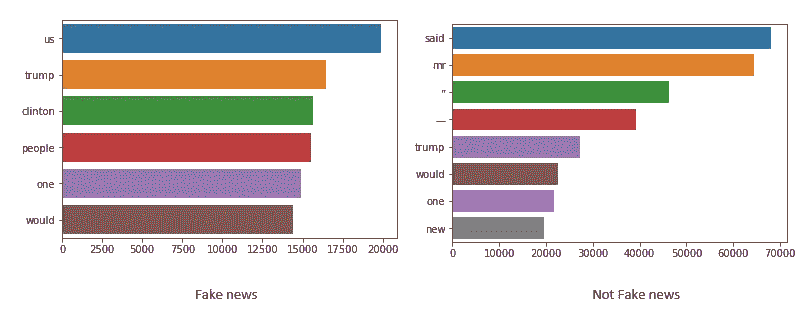 us
trump
clinton
people
one
would
0 2500 5000 7500 10000 12500 15000 17500 20000
Fake news
said
mr
"
—
trump
would
one
new
0 10000 20000 30000 40000 50000 60000 70000
Not Fake news